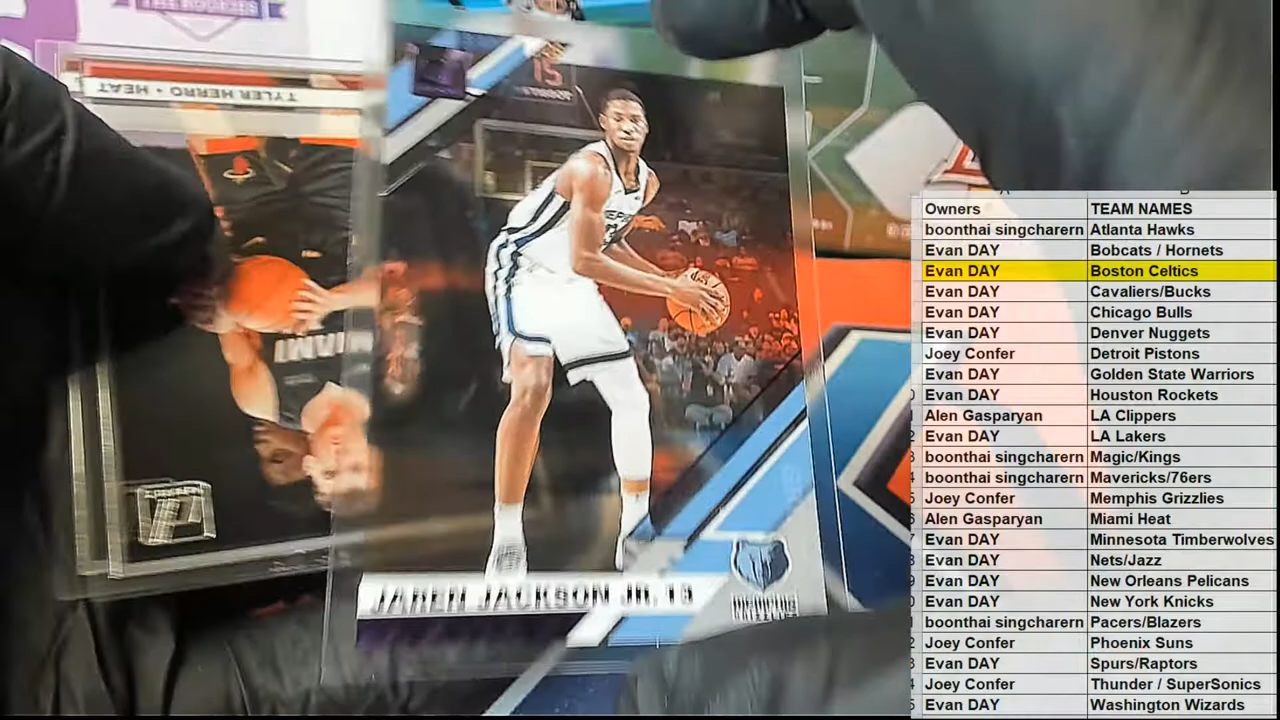 THE ROOKIES
TYLER HERRO • HEAT
15
JAREN JACKSON JR. 13
MEMPHIS
GRIZZLIES
Owners TEAM NAMES
boonthai singcharern Atlanta Hawks
Evan DAY Bobcats / Hornets
Evan DAY Boston Celtics
Evan DAY Cavaliers/Bucks
Evan DAY Chicago Bulls
Evan DAY Denver Nuggets
Joey Confer Detroit Pistons
Evan DAY Golden State Warriors
Evan DAY Houston Rockets
Alen Gasparyan LA Clippers
Evan DAY LA Lakers
boonthai singcharern Magic/Kings
boonthai singcharern Mavericks/76ers
Joey Confer Memphis Grizzlies
Alen Gasparyan Miami Heat
Evan DAY Minnesota Timberwolves
Evan DAY Nets/Jazz
Evan DAY New Orleans Pelicans
Evan DAY New York Knicks
boonthai singcharern Pacers/Blazers
Joey Confer Phoenix Suns
Evan DAY Spurs/Raptors
Joey Confer Thunder / SuperSonics
Evan DAY Washington Wizards